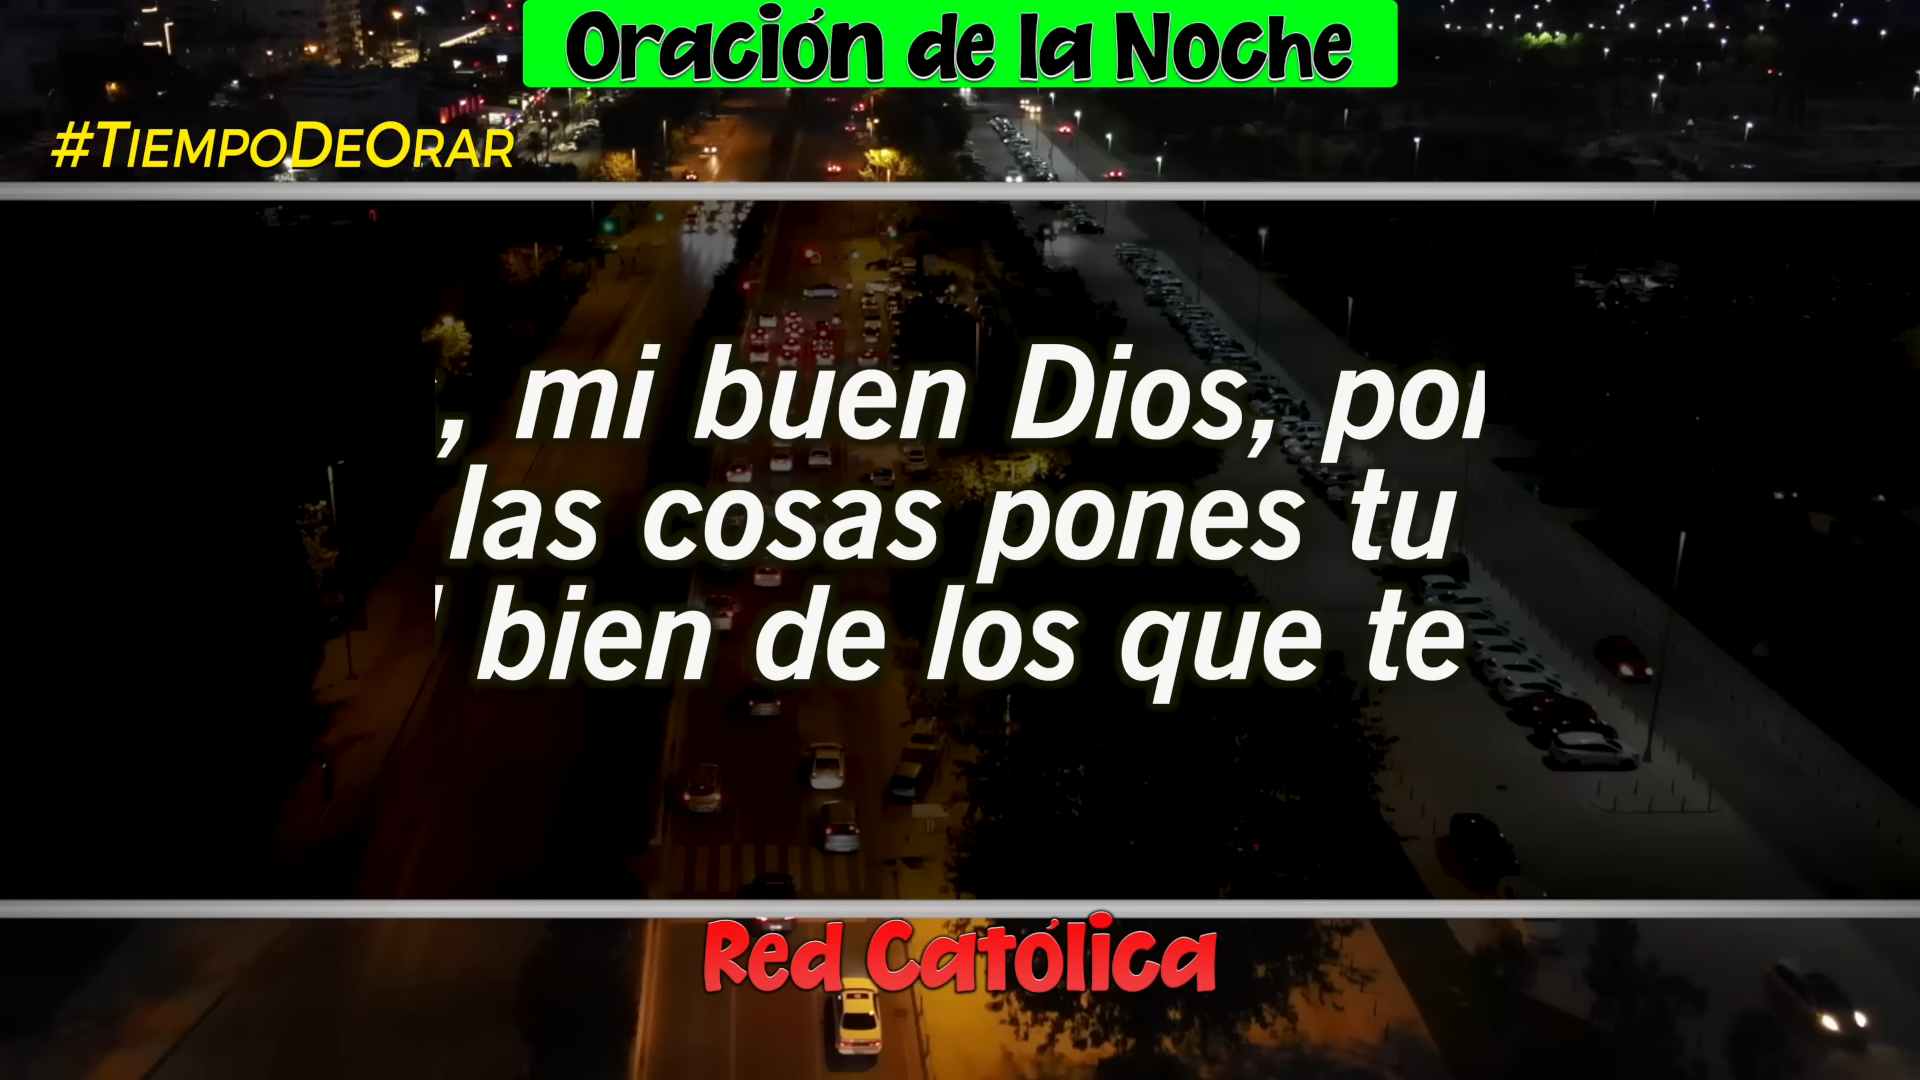 Oración de la Noche
#TiempoDeOrar
, mi buen Dios, por
las cosas pones tu
bien de los que te
Red Católica